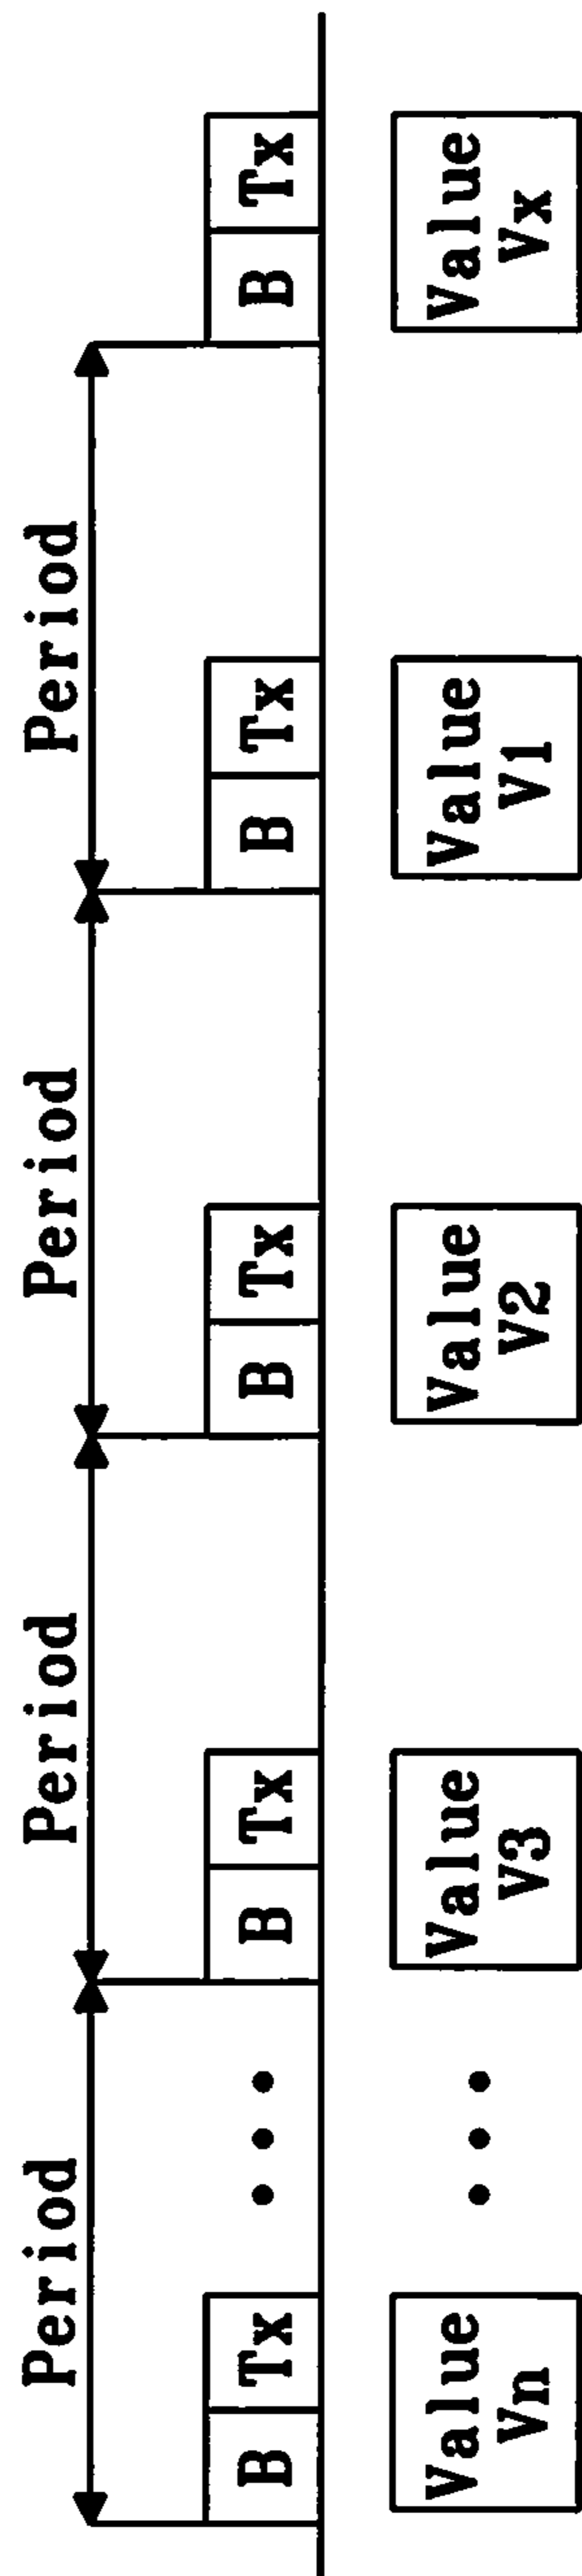 Period Period Period Period
B Tx ... B Tx B Tx B Tx B Tx
Value ... Value Value Value Value
Vn V3 V2 V1 Vx